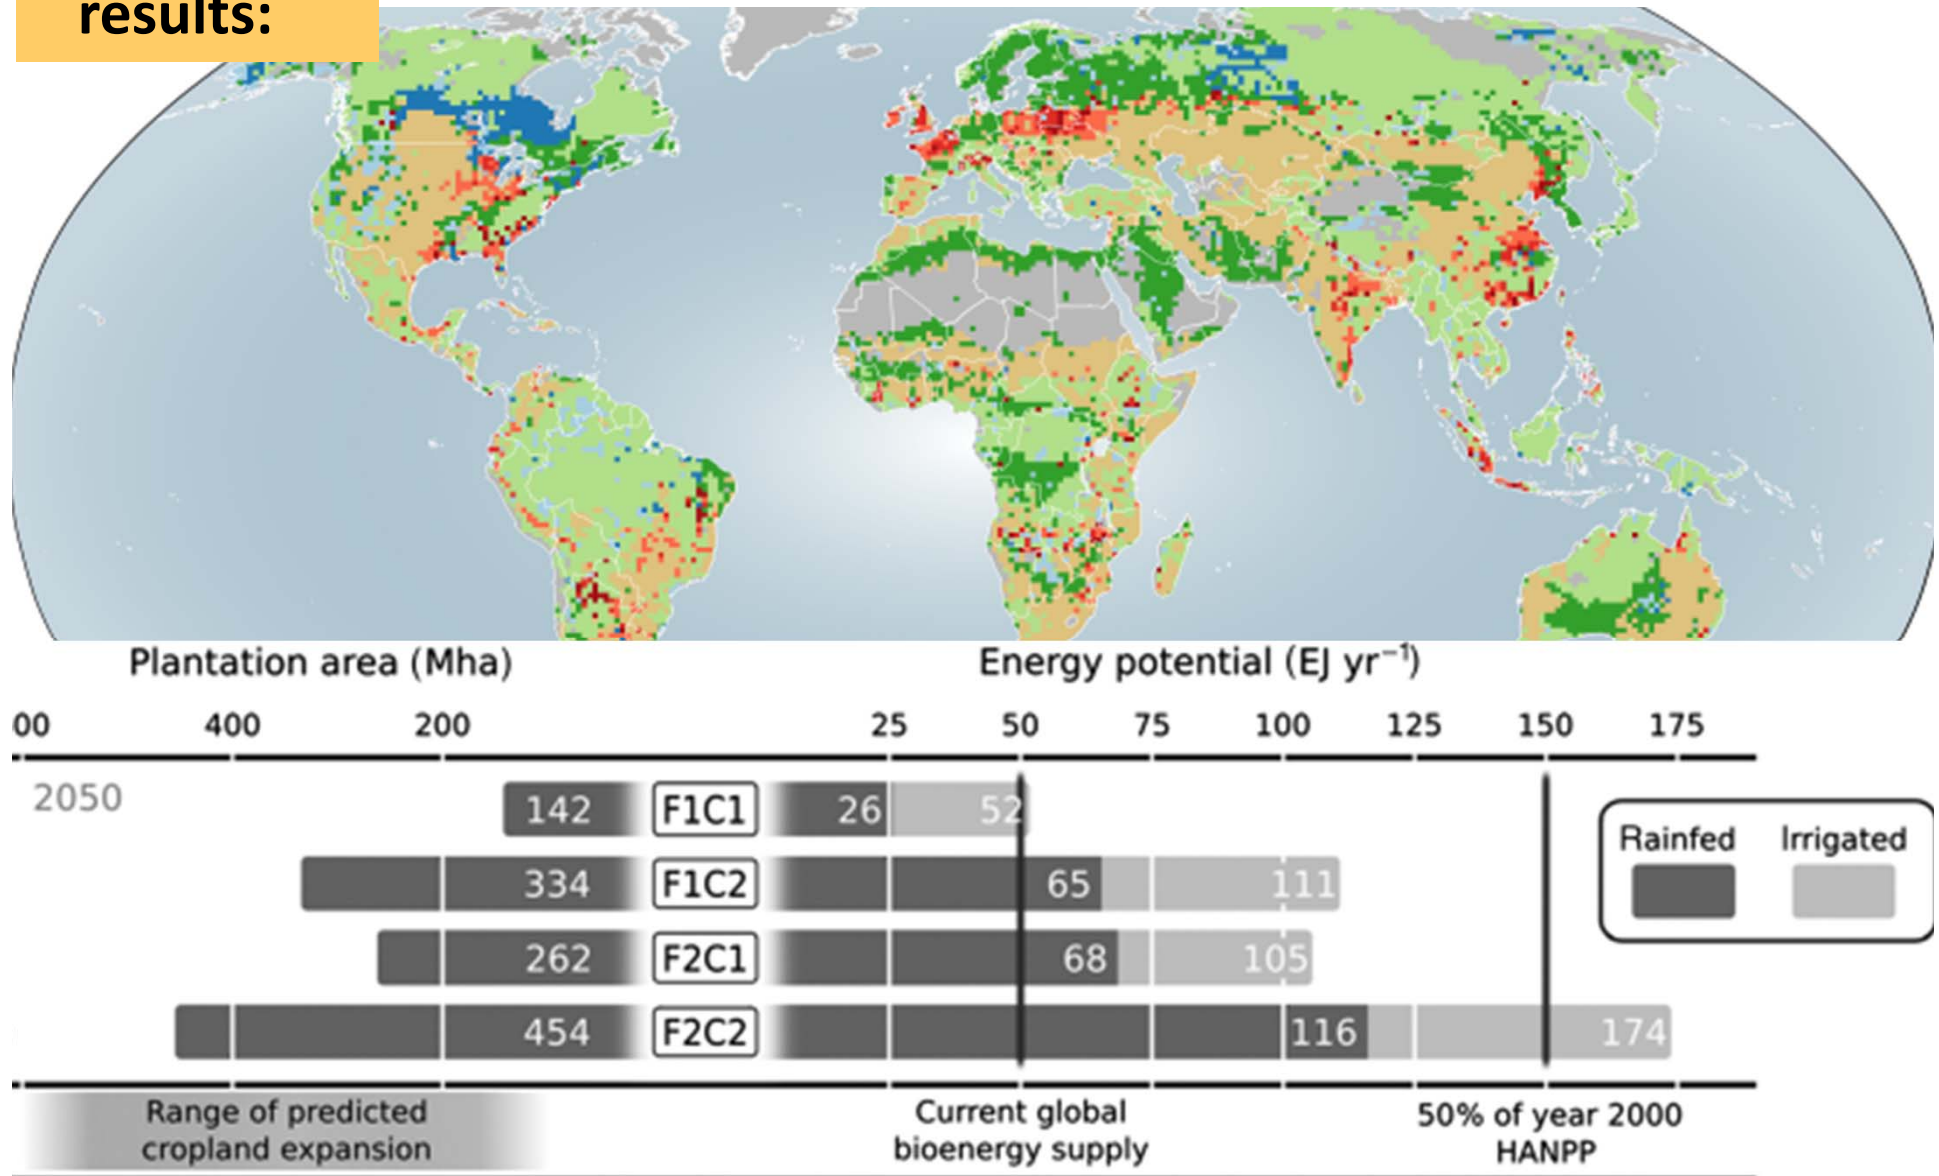 results:
Plantation area (Mha)
Energy potential (EJ yr⁻¹)
00 400 200 25 50 75 100 125 150 175
2050
142 F1C1 26 52
334 F1C2 65 111
262 F2C1 68 105
454 F2C2 116 174
Rainfed Irrigated
Range of predicted
cropland expansion
Current global
bioenergy supply
50% of year 2000
HANPP